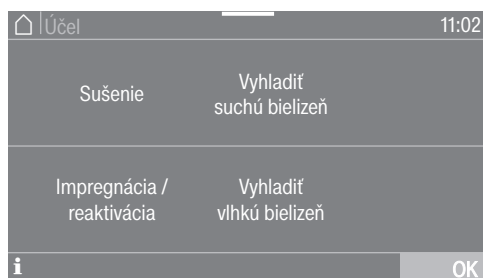 Účel 11:02
Sušenie
Vyhladiť
suchú bielizeň
Impregnácia /
reaktivácia
Vyhladiť
vlhkú bielizeň
i OK